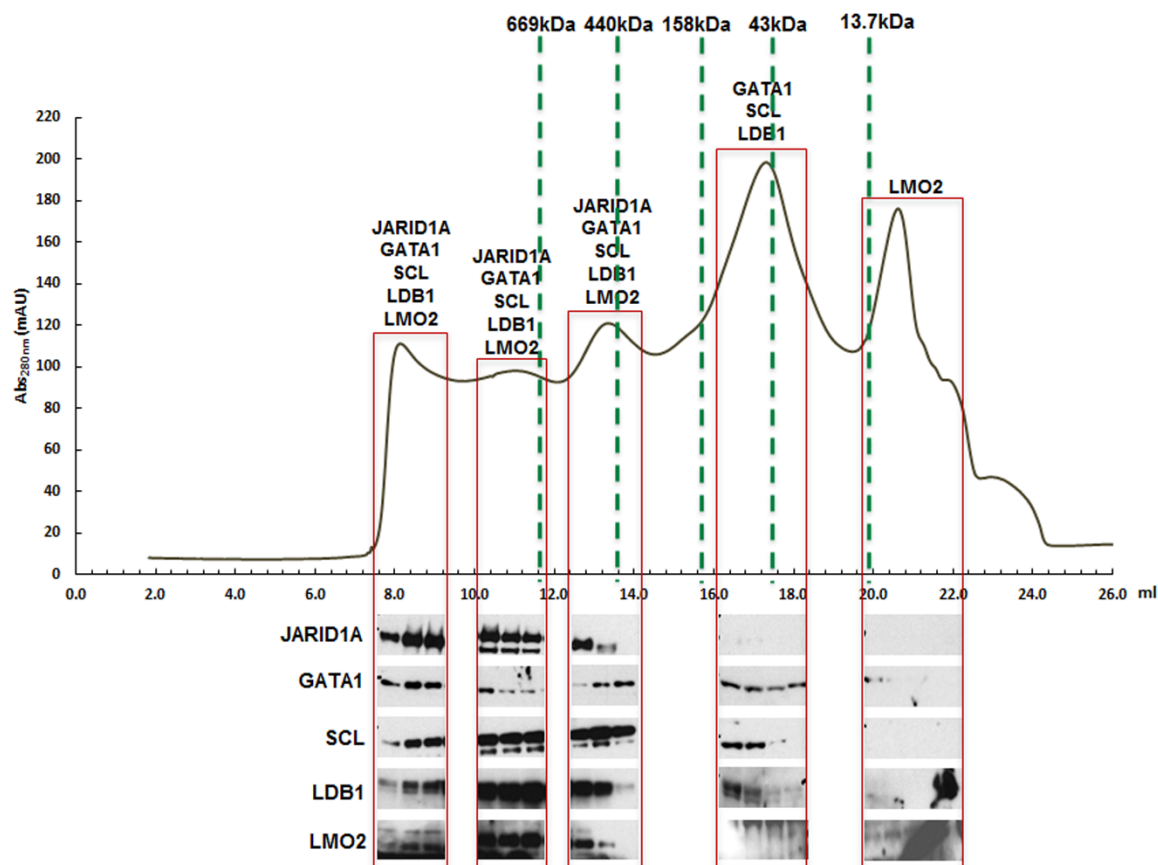 669kDa 440kDa 158kDa 43kDa 13.7kDa
GATA1
SCL
LDB1
LMO2
JARID1A
GATA1
SCL
LDB1
LMO2
JARID1A
GATA1
SCL
LDB1
LMO2
JARID1A
GATA1
SCL
LDB1
LMO2
Abs280nm (mAU)
220
200
180
160
140
120
100
80
60
40
20
0
0.0 2.0 4.0 6.0 8.0 10.0 12.0 14.0 16.0 18.0 20.0 22.0 24.0 26.0 ml
JARID1A
GATA1
SCL
LDB1
LMO2